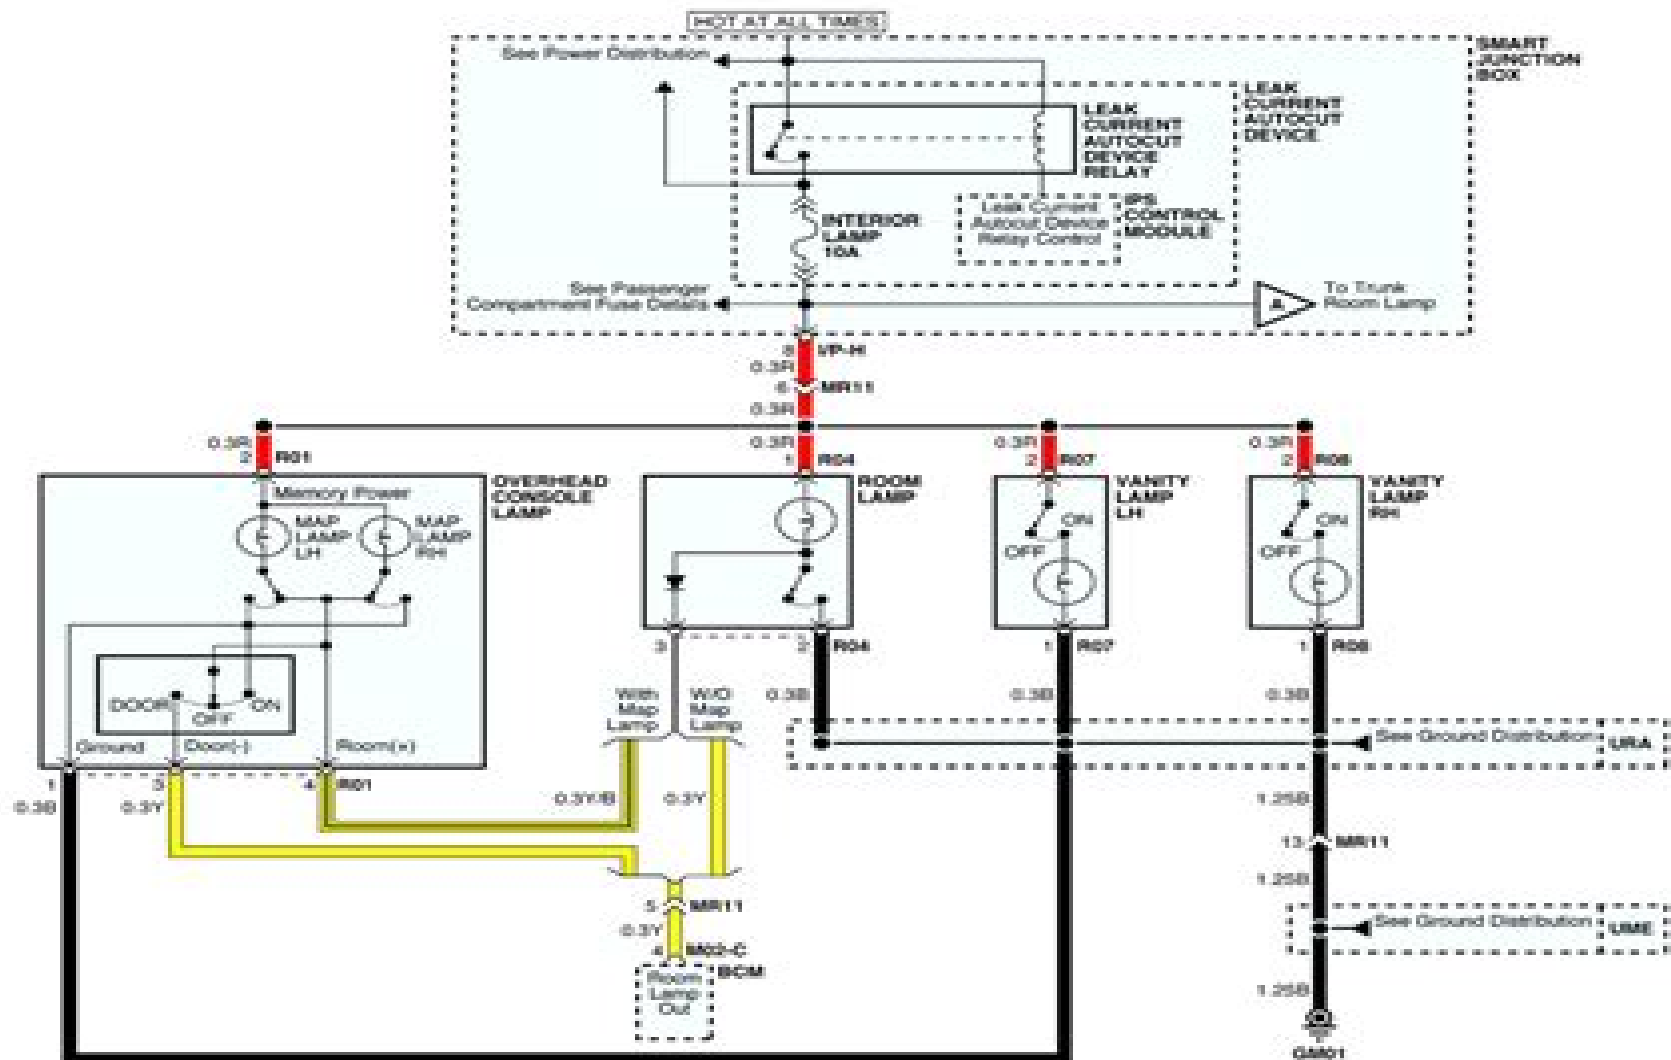 HOT AT ALL TIMES
See Power Distribution
SMART
JUNCTION
BOX
LEAK
CURRENT
AUTOCUT
DEVICE
LEAK
CURRENT
AUTOCUT
DEVICE
RELAY
INTERIOR
LAMP
10A
Leak Current
Autocut Device
Relay Control
IPS
CONTROL
MODULE
See Passenger
Compartment Fuse Details
A
To Trunk
Room Lamp
8 I/P-H
0.3R
6 MR11
0.3R
0.3R
2 R01
0.3R
1 R04
0.3R
2 R07
0.3R
2 R08
OVERHEAD
CONSOLE
LAMP
Memory Power
MAP
LAMP
LH
MAP
LAMP
RH
ROOM
LAMP
VANITY
LAMP
LH
ON
OFF
VANITY
LAMP
RH
ON
OFF
DOOR
OFF
ON
Ground
Door(-)
Room(+)
1 3 4 R01
0.3B
0.3Y
3 2 R04
1 R07
1 R08
With
Map
Lamp
W/O
Map
Lamp
0.3B
0.3B
0.3B
See Ground Distribution
URA
0.3Y/B
0.3Y
1.25B
13 MR11
1.25B
See Ground Distribution
UME
1.25B
GM01
5 MR11
0.3Y
4 M02-C
BCM
Room
Lamp
Out